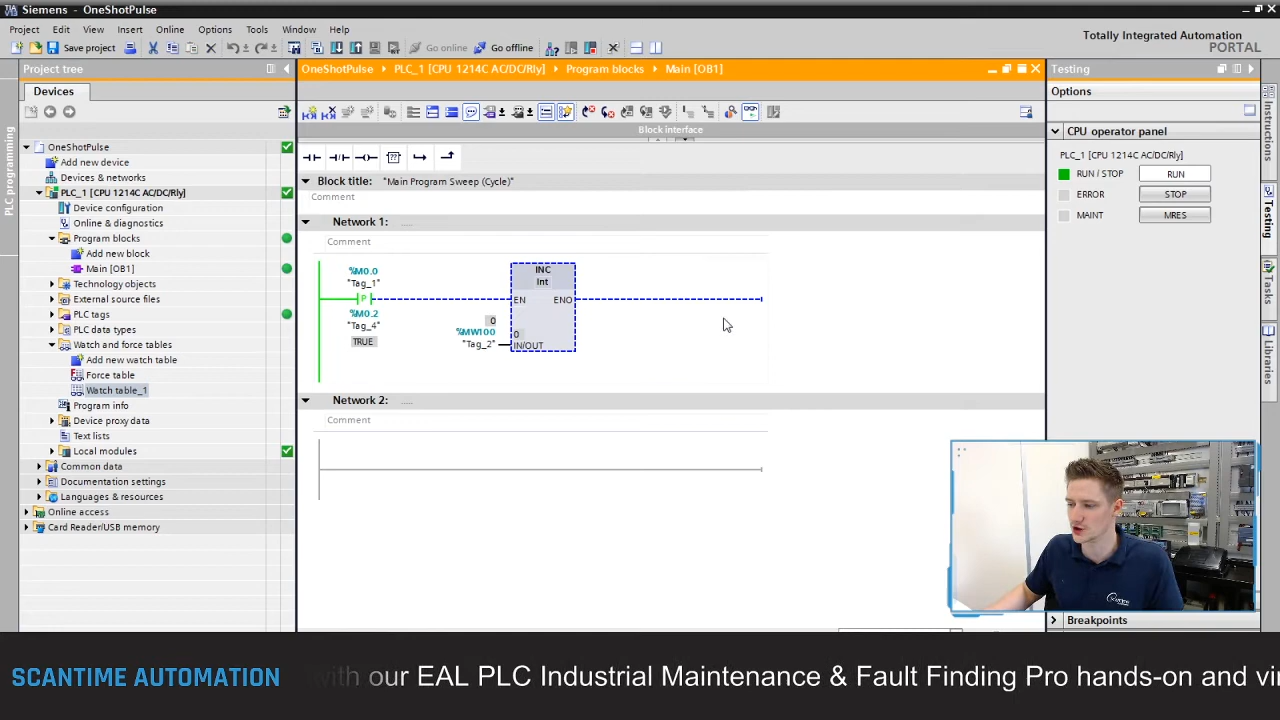 Siemens - OneShotPulse
Project Edit View Insert Online Options Tools Window Help
Totally Integrated Automation
PORTAL
Save project
Go online
Go offline
Project tree
OneShotPulse PLC_1 [CPU 1214C AC/DC/Rly] Program blocks Main [OB1]
Testing
Devices
Options
PLC programming
Block interface
CPU operator panel
OneShotPulse
Add new device
Devices & networks
PLC_1 [CPU 1214C AC/DC/Rly]
Device configuration
Online & diagnostics
Program blocks
Add new block
Main [OB1]
Technology objects
External source files
PLC tags
PLC data types
Watch and force tables
Add new watch table
Force table
Watch table_1
Program info
Device proxy data
Text lists
Local modules
Common data
Documentation settings
Languages & resources
Online access
Card Reader/USB memory
Block title: "Main Program Sweep (Cycle)"
Comment
Network 1: .....
Comment
%M0.0
"Tag_1"
P
%M0.2
"Tag_4"
TRUE
INC
Int
EN ENO
0
%MW100
"Tag_2"
0
IN/OUT
Network 2: .....
Comment
PLC_1 [CPU 1214C AC/DC/Rly]
RUN / STOP RUN
ERROR STOP
MAINT MRES
Breakpoints
Instructions
Testing
Tasks
Libraries
SCANTIME AUTOMATION
with our EAL PLC Industrial Maintenance & Fault Finding Pro hands-on and vi